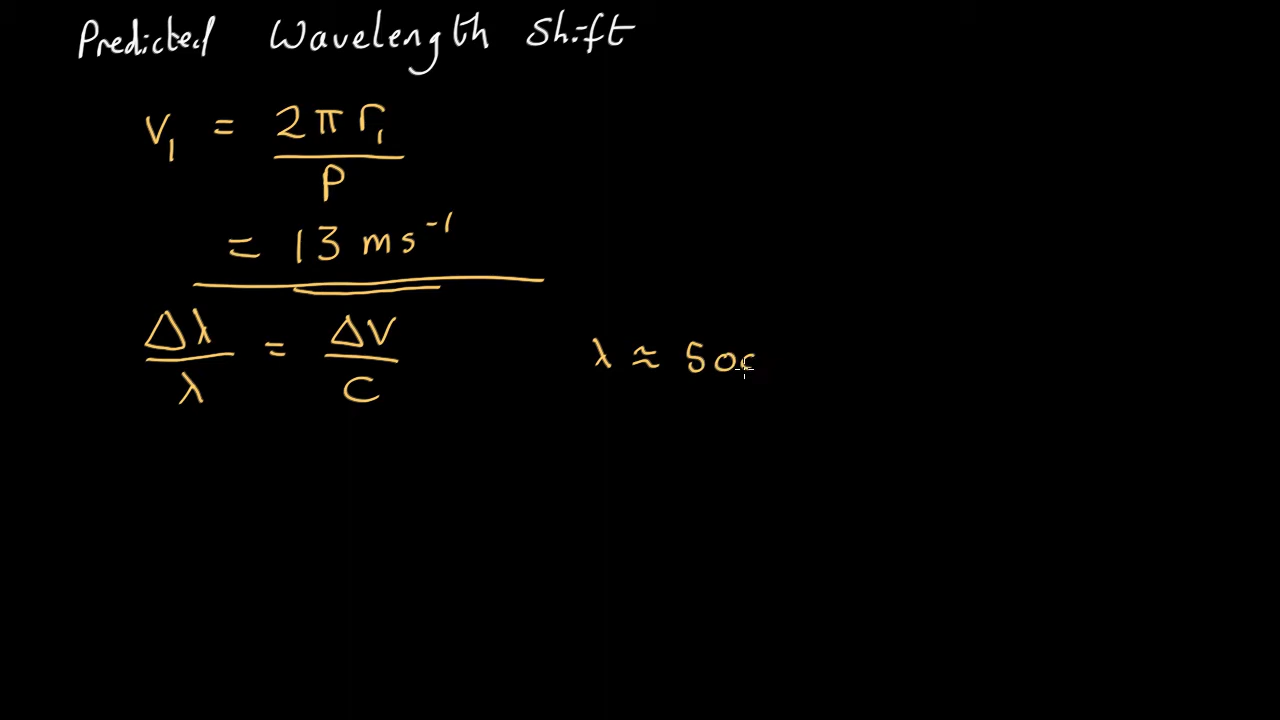 Predicted Wavelength Shift
V₁ = 2πr₁ / P
= 13 ms⁻¹
Δλ / λ = ΔV / C
λ ≈ 50